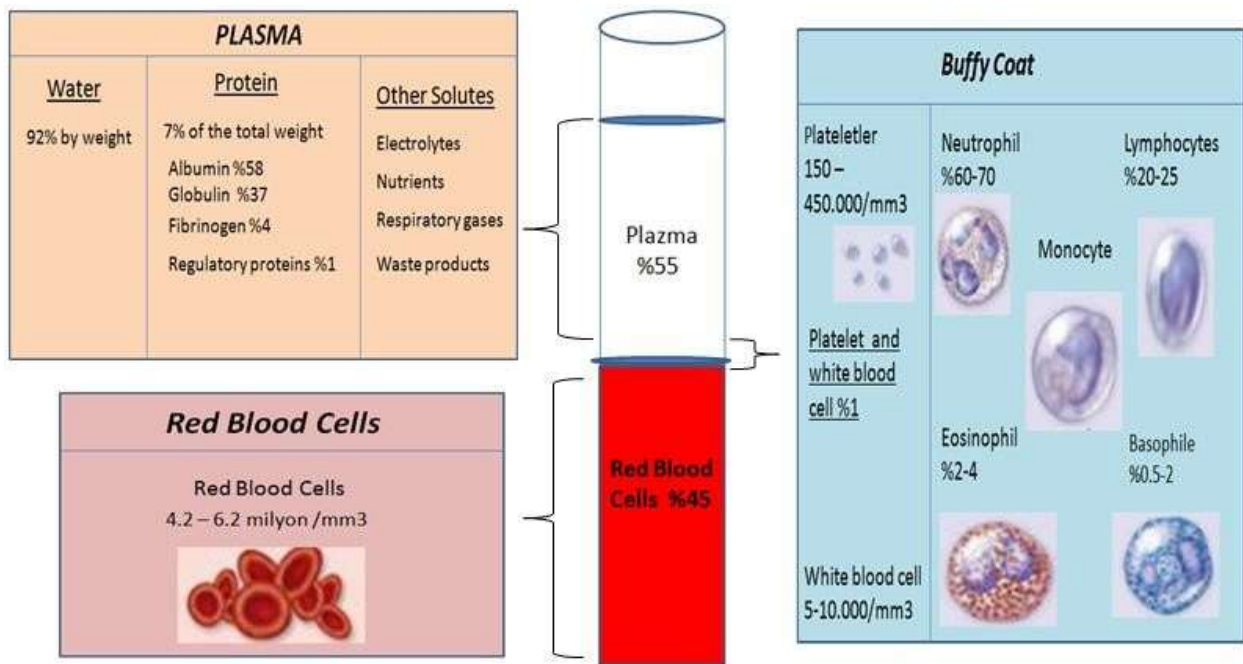 PLASMA
Water
92% by weight
Protein
7% of the total weight
Albumin %58
Globulin %37
Fibrinogen %4
Regulatory proteins %1
Other Solutes
Electrolytes
Nutrients
Respiratory gases
Waste products
Red Blood Cells
Red Blood Cells
4.2 – 6.2 milyon /mm3
Plazma
%55
Red Blood
Cells %45
Buffy Coat
Plateletler
150 –
450.000/mm3
Platelet and
white blood
cell %1
White blood cell
5-10.000/mm3
Neutrophil
%60-70
Lymphocytes
%20-25
Monocyte
Eosinophil
%2-4
Basophile
%0.5-2